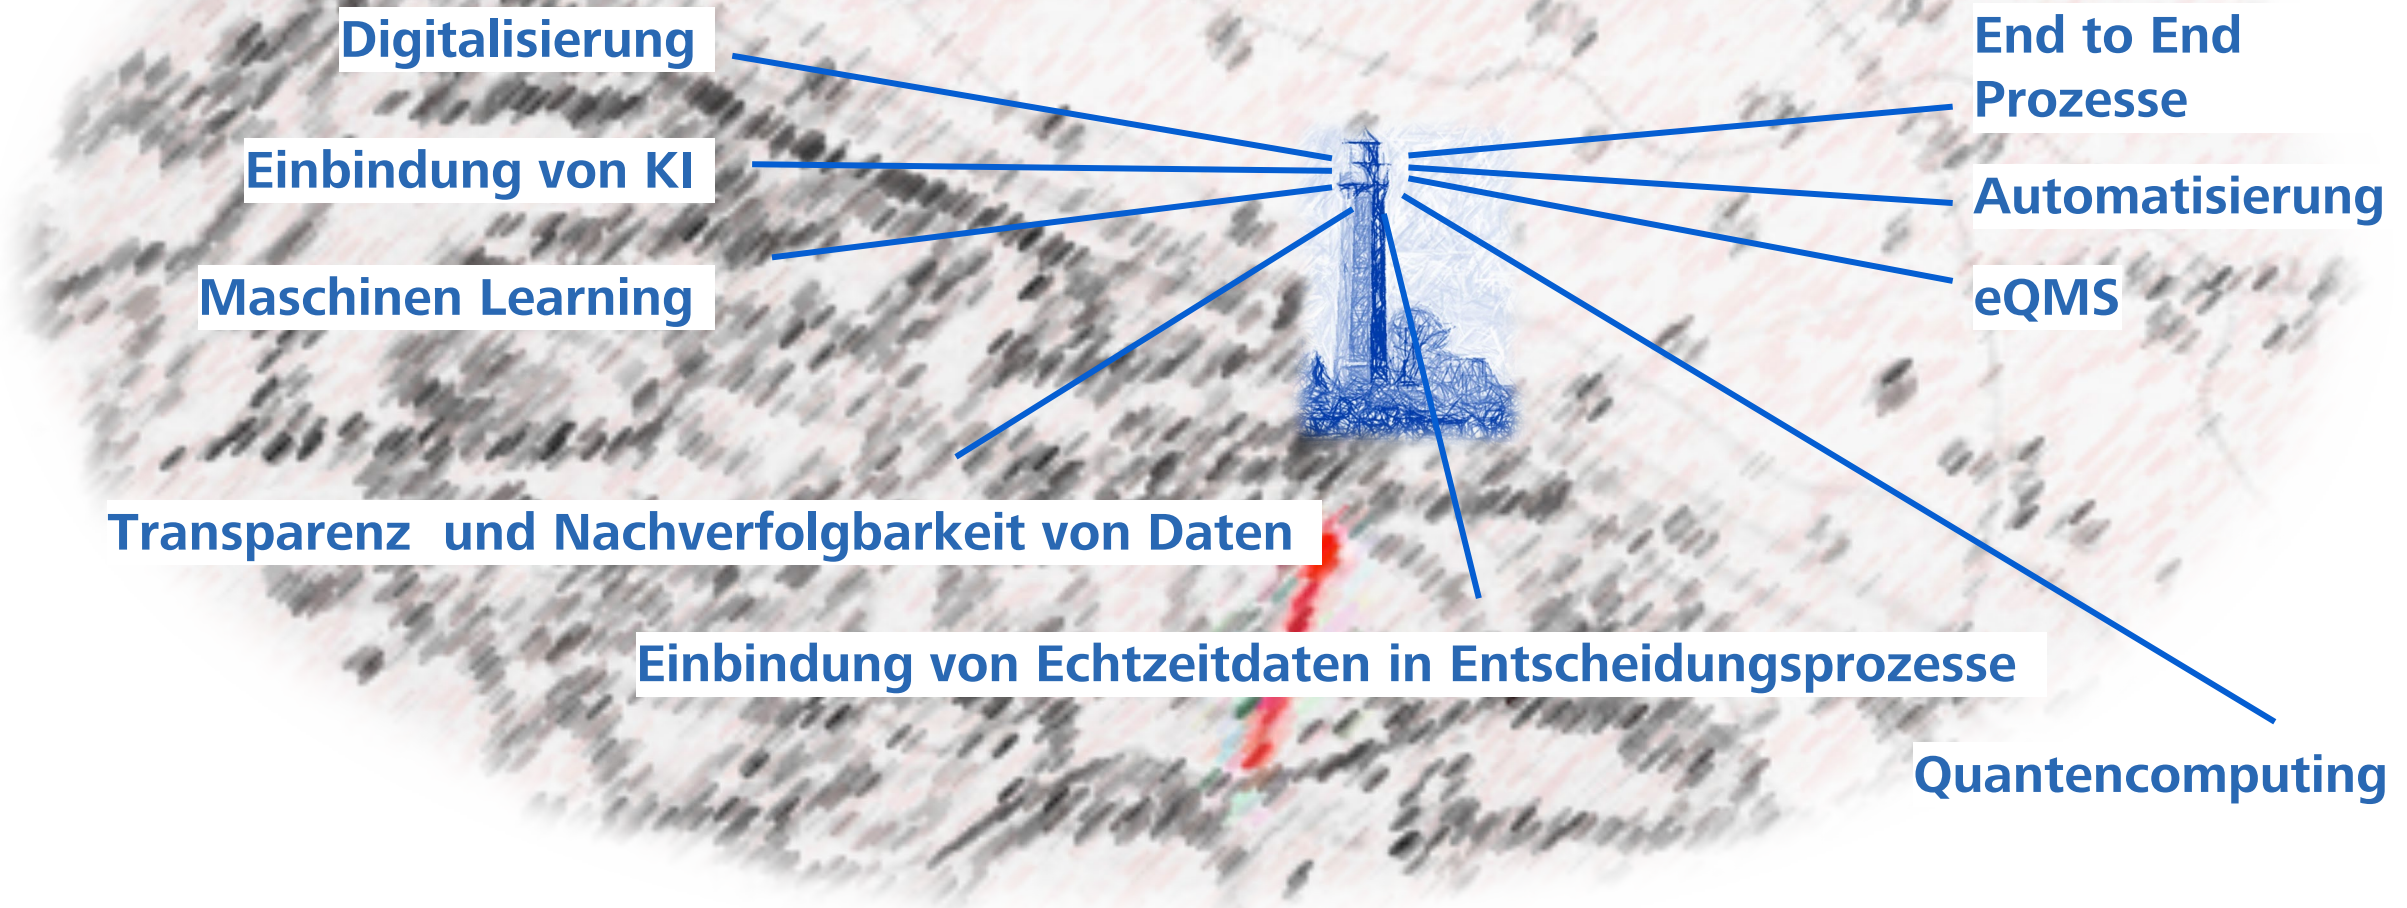 Digitalisierung
Einbindung von KI
Maschinen Learning
End to End
Prozesse
Automatisierung
eQMS
Transparenz  und Nachverfolgbarkeit von Daten
Einbindung von Echtzeitdaten in Entscheidungsprozesse
Quantencomputing